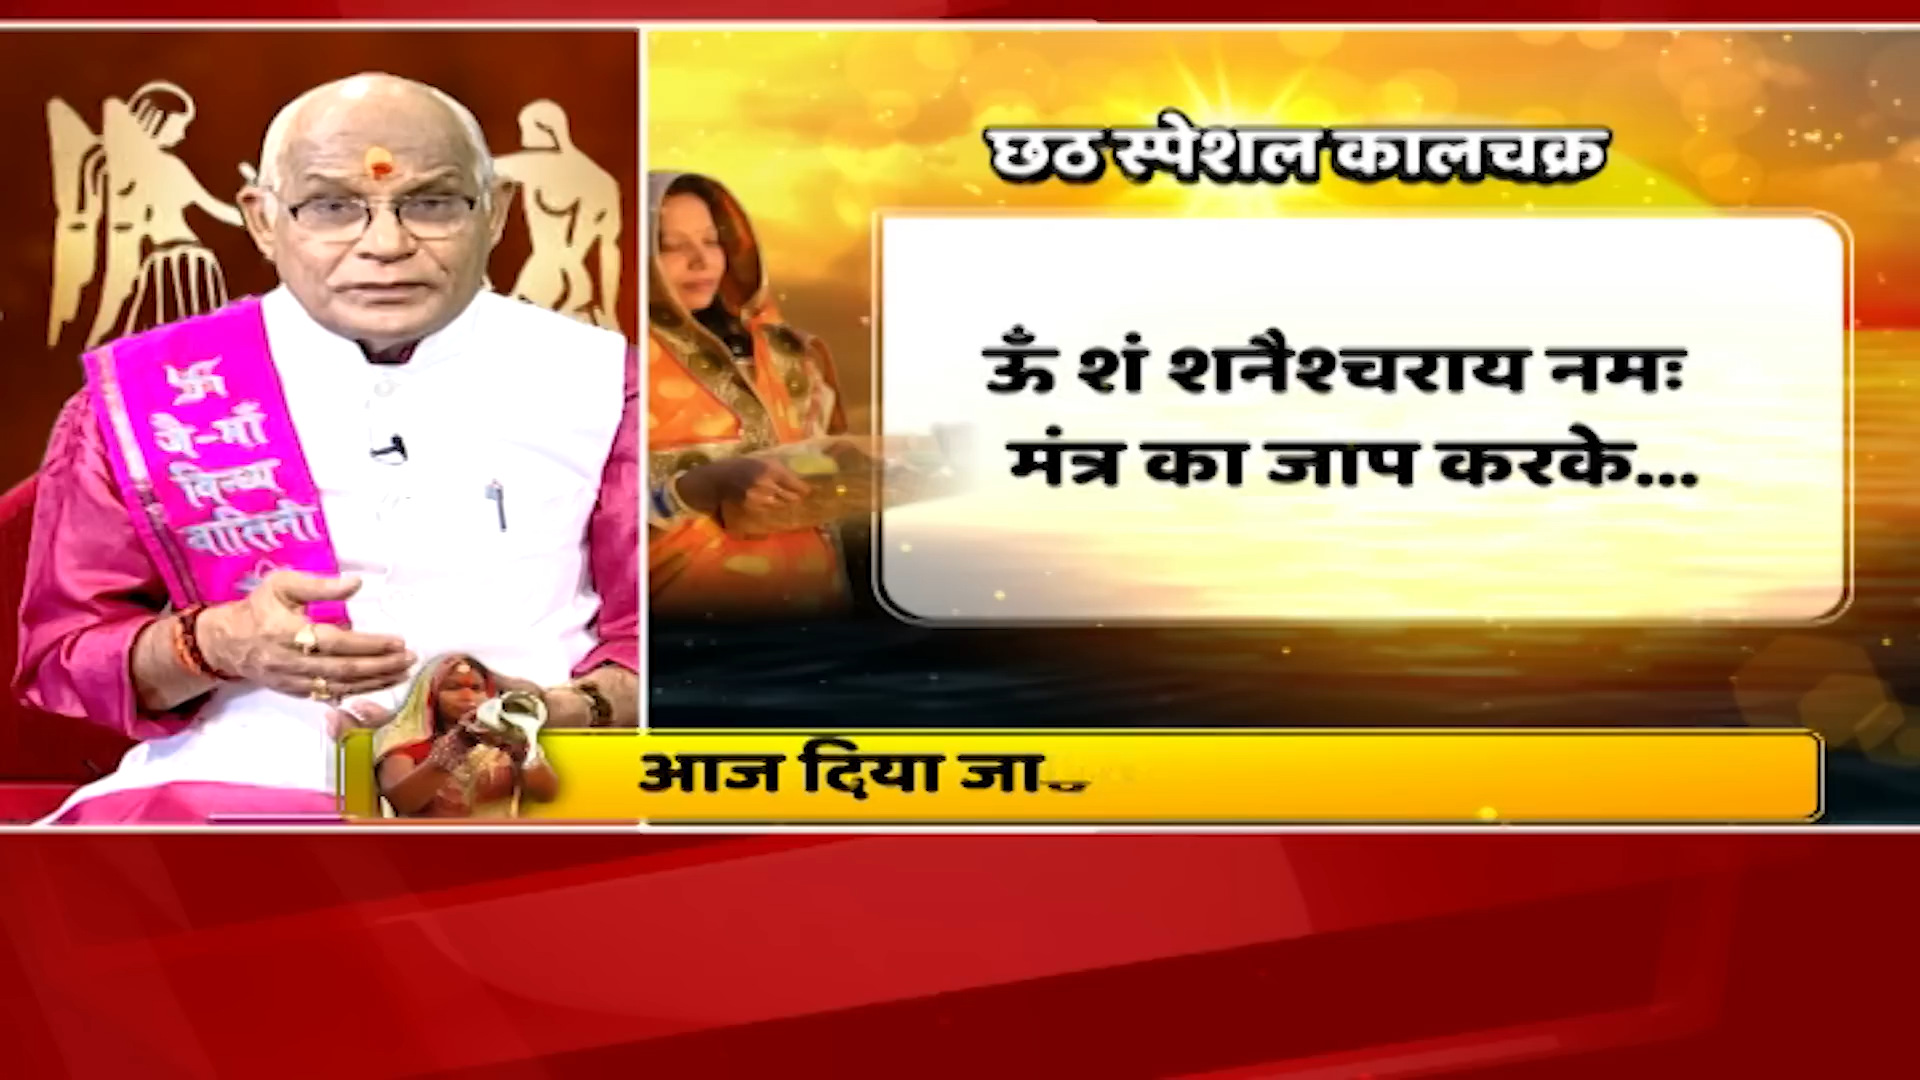 छठ स्पेशल कालचक्र
ॐ शं शनैश्चराय नमः
मंत्र का जाप करके...
जै-माँ
विन्ध्य
वासिनी
आज दिया